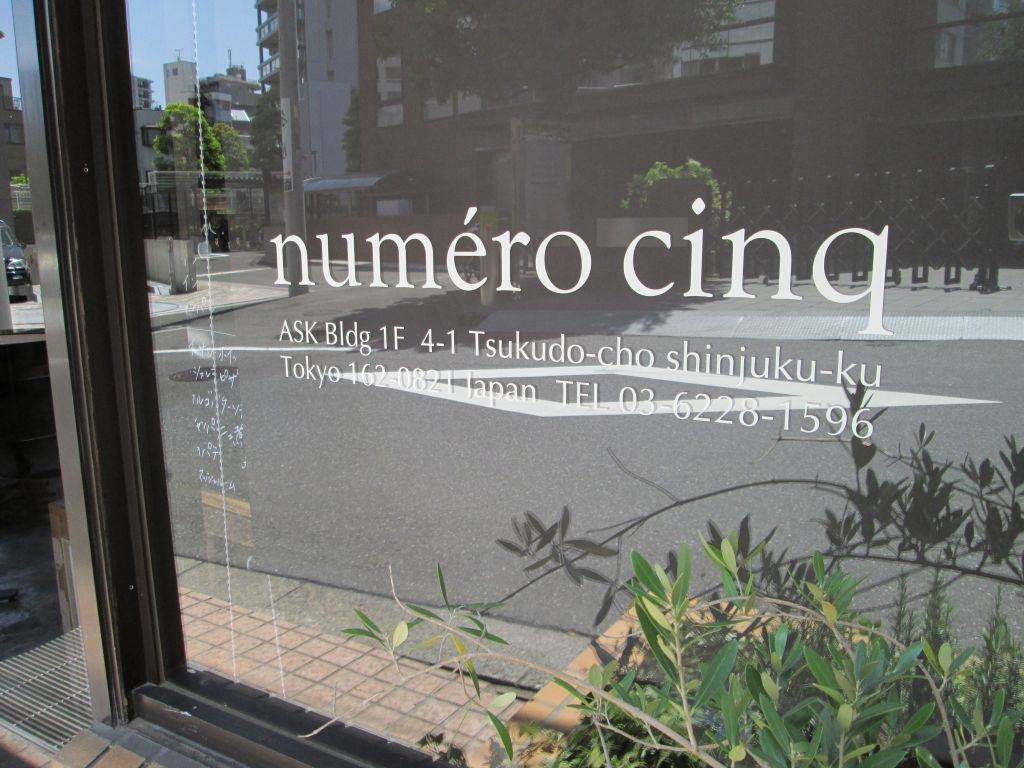 numéro cinq
ASK Bldg 1F 4-1 Tsukudo-cho shinjuku-ku
Tokyo 162-0821 Japan TEL 03-6228-1596